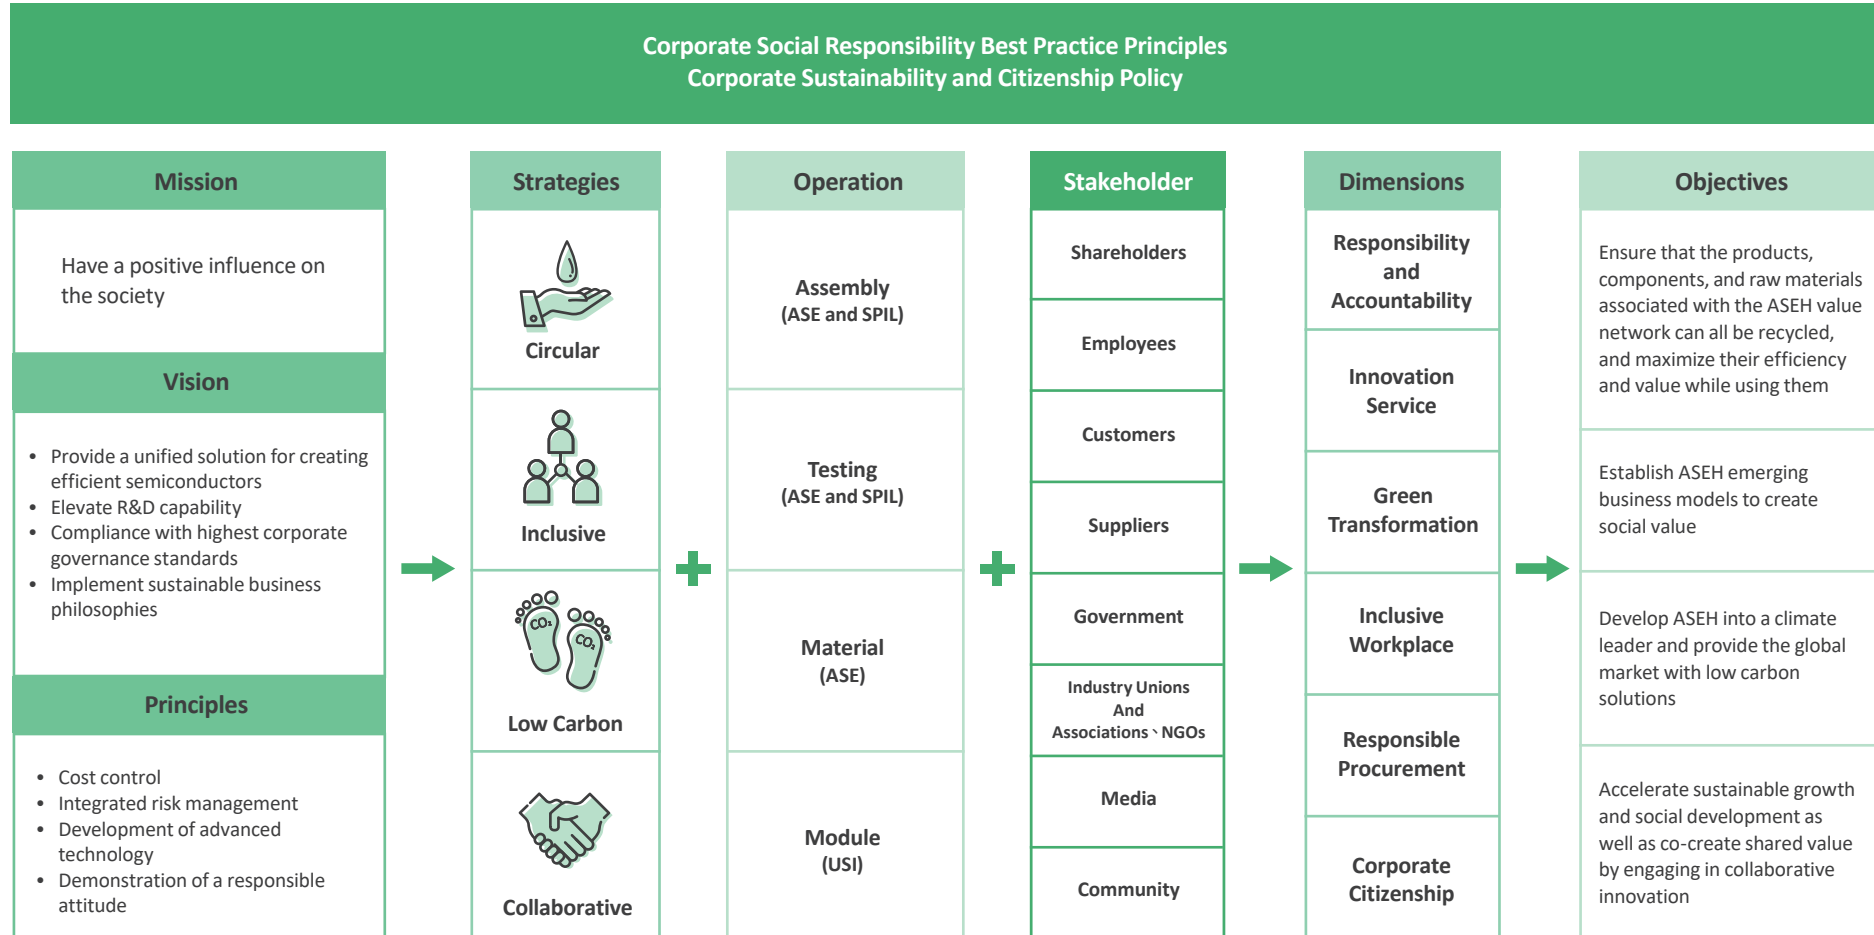 Corporate Social Responsibility Best Practice Principles
Corporate Sustainability and Citizenship Policy
Mission
Have a positive influence on
the society
Vision
• Provide a unified solution for creating
efficient semiconductors
• Elevate R&D capability
• Compliance with highest corporate
governance standards
• Implement sustainable business
philosophies
Principles
• Cost control
• Integrated risk management
• Development of advanced
technology
• Demonstration of a responsible
attitude
Strategies
Circular
Inclusive
CO₂
CO₂
Low Carbon
Collaborative
Operation
Assembly
(ASE and SPIL)
Testing
(ASE and SPIL)
Material
(ASE)
Module
(USI)
Stakeholder
Shareholders
Employees
Customers
Suppliers
Government
Industry Unions
And
Associations、NGOs
Media
Community
Dimensions
Responsibility
and
Accountability
Innovation
Service
Green
Transformation
Inclusive
Workplace
Responsible
Procurement
Corporate
Citizenship
Objectives
Ensure that the products,
components, and raw materials
associated with the ASEH value
network can all be recycled,
and maximize their efficiency
and value while using them
Establish ASEH emerging
business models to create
social value
Develop ASEH into a climate
leader and provide the global
market with low carbon
solutions
Accelerate sustainable growth
and social development as
well as co-create shared value
by engaging in collaborative
innovation